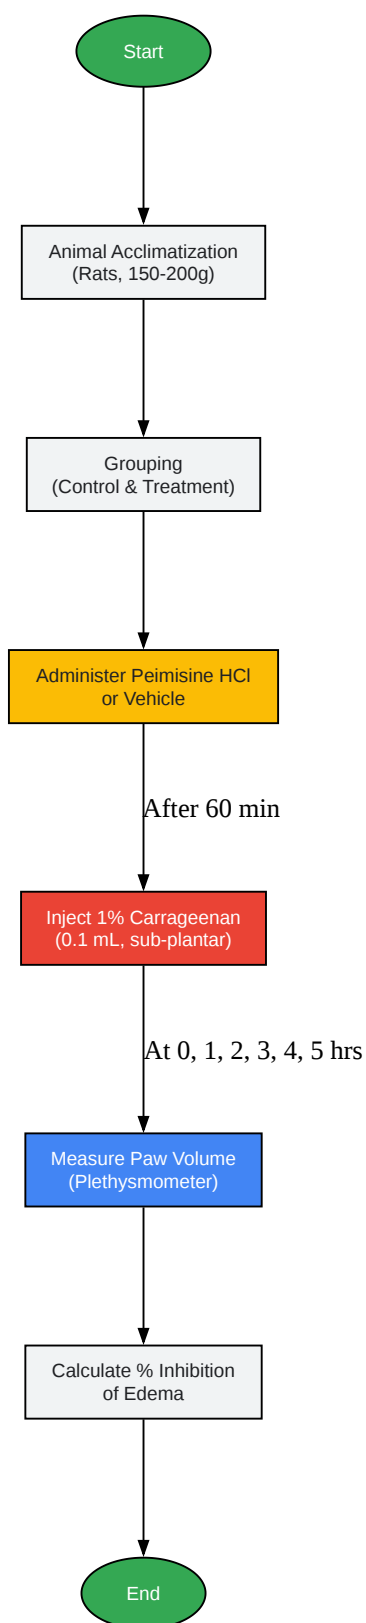 Start
Animal Acclimatization
(Rats, 150-200g)
Grouping
(Control & Treatment)
Administer Peimisine HCl
or Vehicle
After 60 min
Inject 1% Carrageenan
(0.1 mL, sub-plantar)
At 0, 1, 2, 3, 4, 5 hrs
Measure Paw Volume
(Plethysmometer)
Calculate % Inhibition
of Edema
End